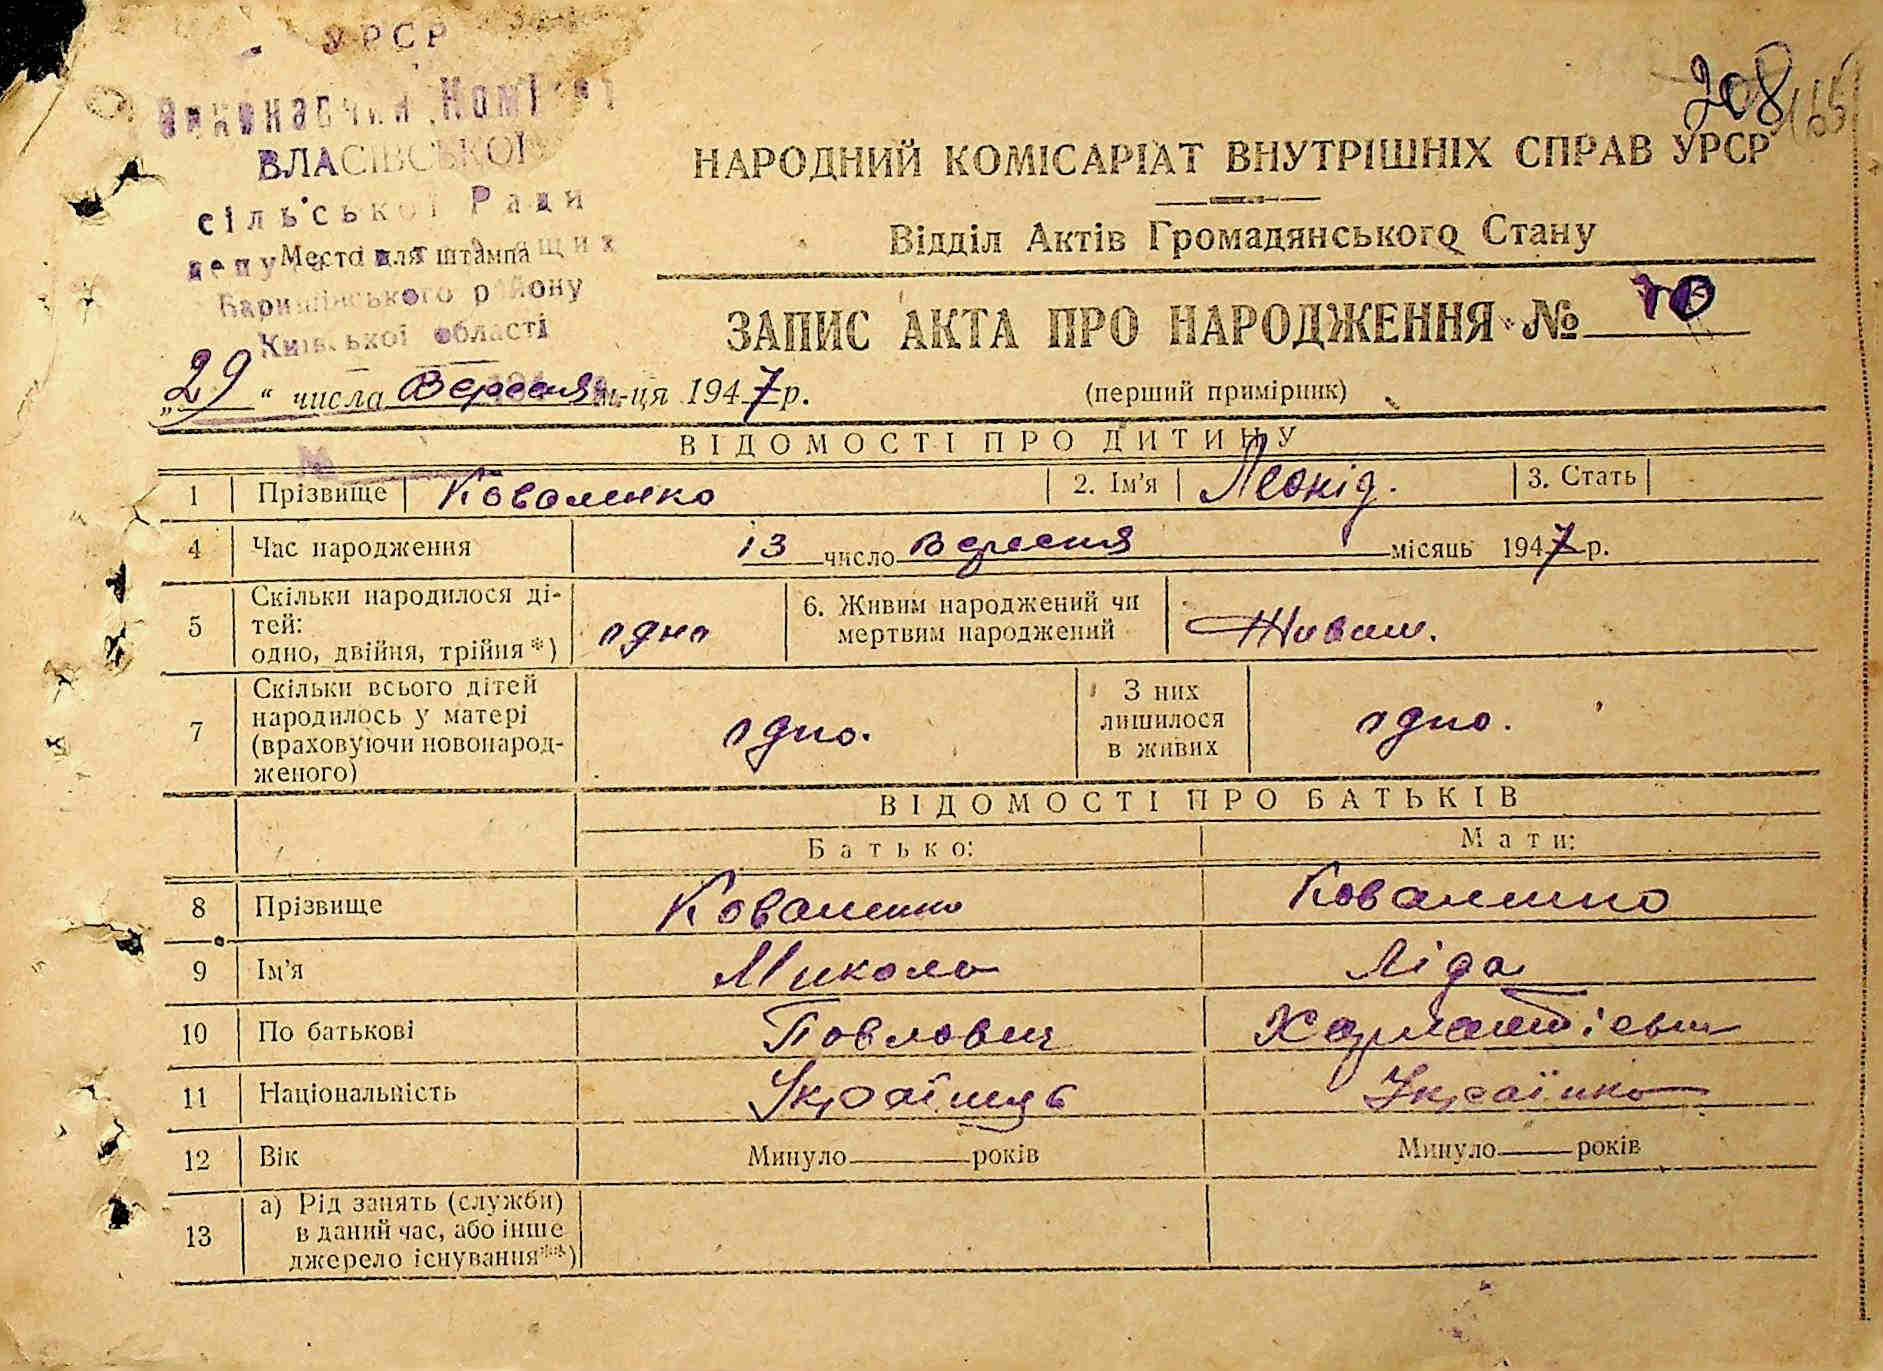 УРСР
Виконавчий Комітет
ВЛАСІВСЬКОЇ
сільської Ради
Место для штампа
Баришівського району
Київської області
208
НАРОДНИЙ КОМІСАРІАТ ВНУТРІШНІХ СПРАВ УРСР
Відділ Актів Громадянського Стану
ЗАПИС АКТА ПРО НАРОДЖЕННЯ №
„29“ числа Вересня м-ця 1947 р.
(перший примірник)
ВІДОМОСТІ ПРО ДИТИНУ
1 Прізвище Коваленко 2. Ім'я Леонід. 3. Стать
4 Час народження 13 число Вересня місяць 1947 р.
5 Скільки народилося ді-
тей:
одно, двійня, трійня*) одно 6. Живим народжений чи
мертвим народжений Живим.
7 Скільки всього дітей
народилось у матері
(враховуючи новонарод-
женого) одно. З них
лишилося
в живих одно.
ВІДОМОСТІ ПРО БАТЬКІВ
Батько: Мати:
8 Прізвище Коваленко Коваленко
9 Ім'я Микола Ліда
10 По батькові Павлович
11 Національність Українець Українка
12 Вік Минуло років Минуло років
13 а) Рід занять (служби)
в даний час, або інше
джерело існування**)